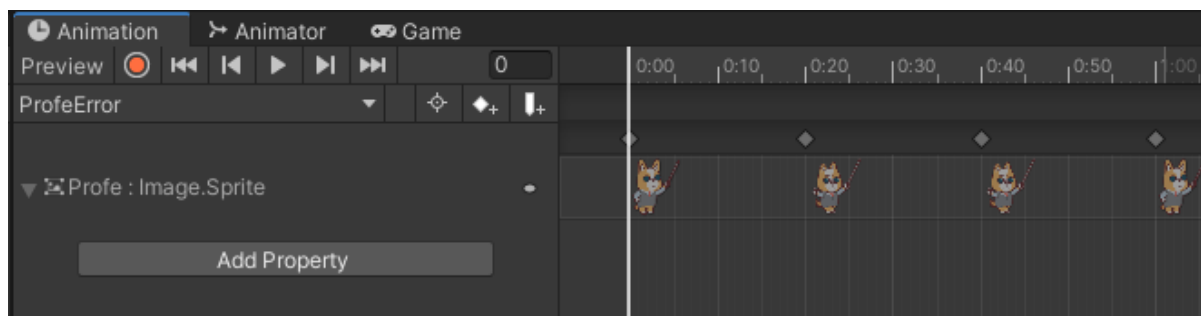 Animation Animator Game
Preview 0 0:00 0:10 0:20 0:30 0:40 0:50 1:00
ProfeError
Profe : Image.Sprite
Add Property